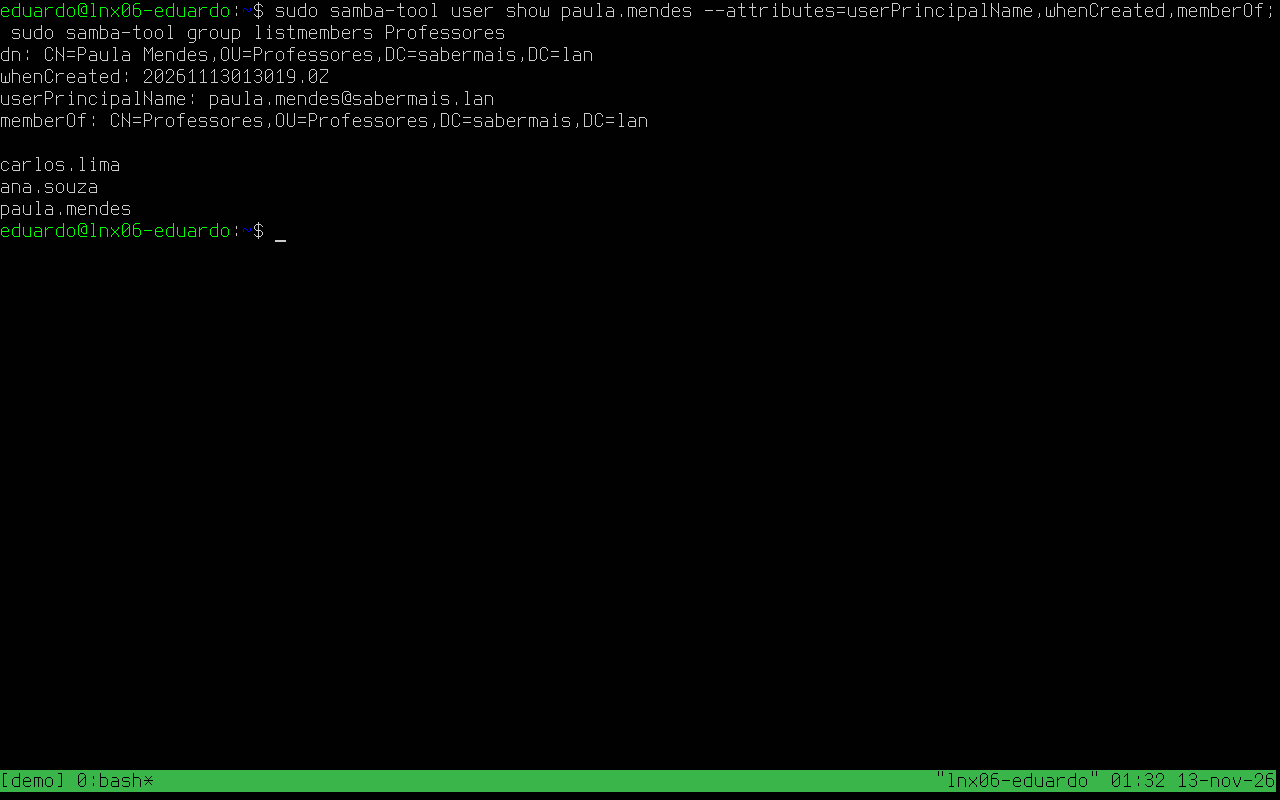 eduardo@lnx06-eduardo:~$ sudo samba-tool user show paula.mendes --attributes=userPrincipalName,whenCreated,memberOf;
 sudo samba-tool group listmembers Professores
dn: CN=Paula Mendes,OU=Professores,DC=sabermais,DC=lan
whenCreated: 20261113013019.0Z
userPrincipalName: paula.mendes@sabermais.lan
memberOf: CN=Professores,OU=Professores,DC=sabermais,DC=lan

carlos.lima
ana.souza
paula.mendes
eduardo@lnx06-eduardo:~$ _
[demo] 0:bash* "lnx06-eduardo" 01:32 13-nov-26